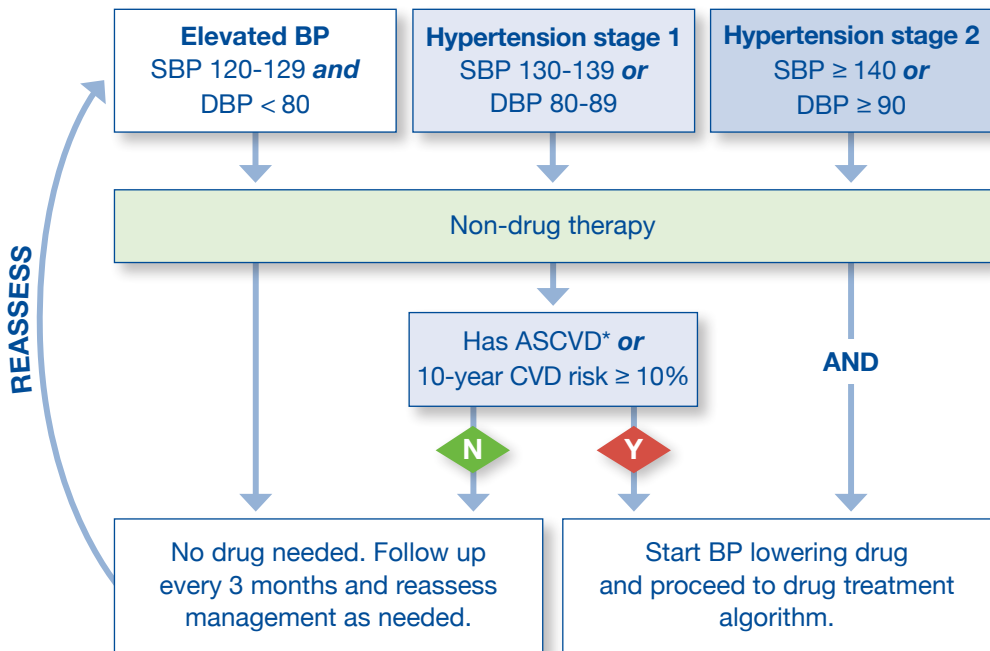 Elevated BP
SBP 120-129 and
DBP < 80
Hypertension stage 1
SBP 130-139 or
DBP 80-89
Hypertension stage 2
SBP ≥ 140 or
DBP ≥ 90
Non-drug therapy
REASSESS
Has ASCVD* or
10-year CVD risk ≥ 10%
AND
N
Y
No drug needed. Follow up
every 3 months and reassess
management as needed.
Start BP lowering drug
and proceed to drug treatment
algorithm.